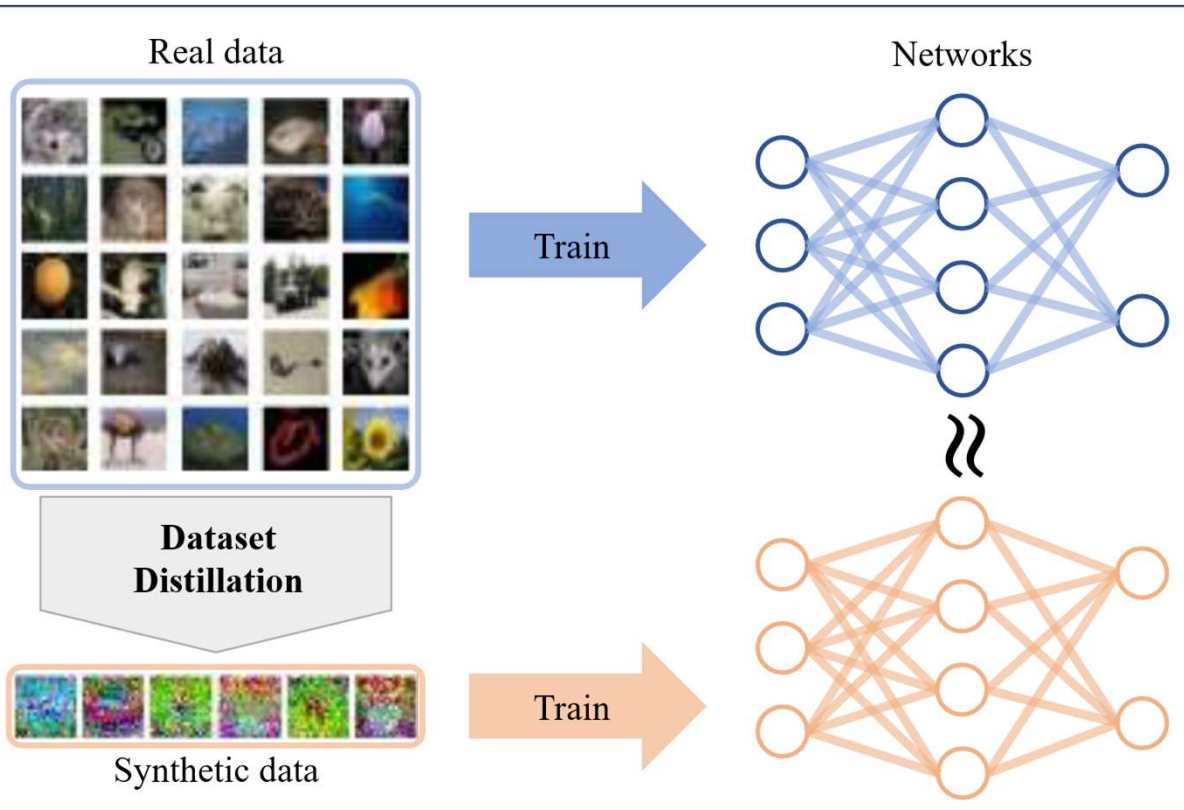 Real data
Networks
Train
Dataset
Distillation
Train
Synthetic data